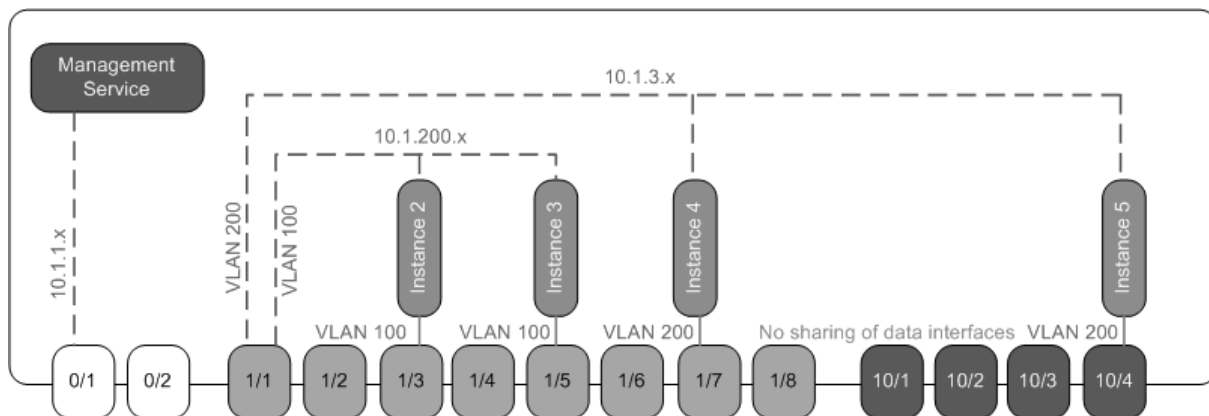 Management
Service
10.1.3.x
10.1.200.x
10.1.1.x
VLAN 200
VLAN 100
Instance 2
Instance 3
Instance 4
Instance 5
VLAN 100
VLAN 100
VLAN 200
No sharing of data interfaces
VLAN 200
0/1
0/2
1/1
1/2
1/3
1/4
1/5
1/6
1/7
1/8
10/1
10/2
10/3
10/4